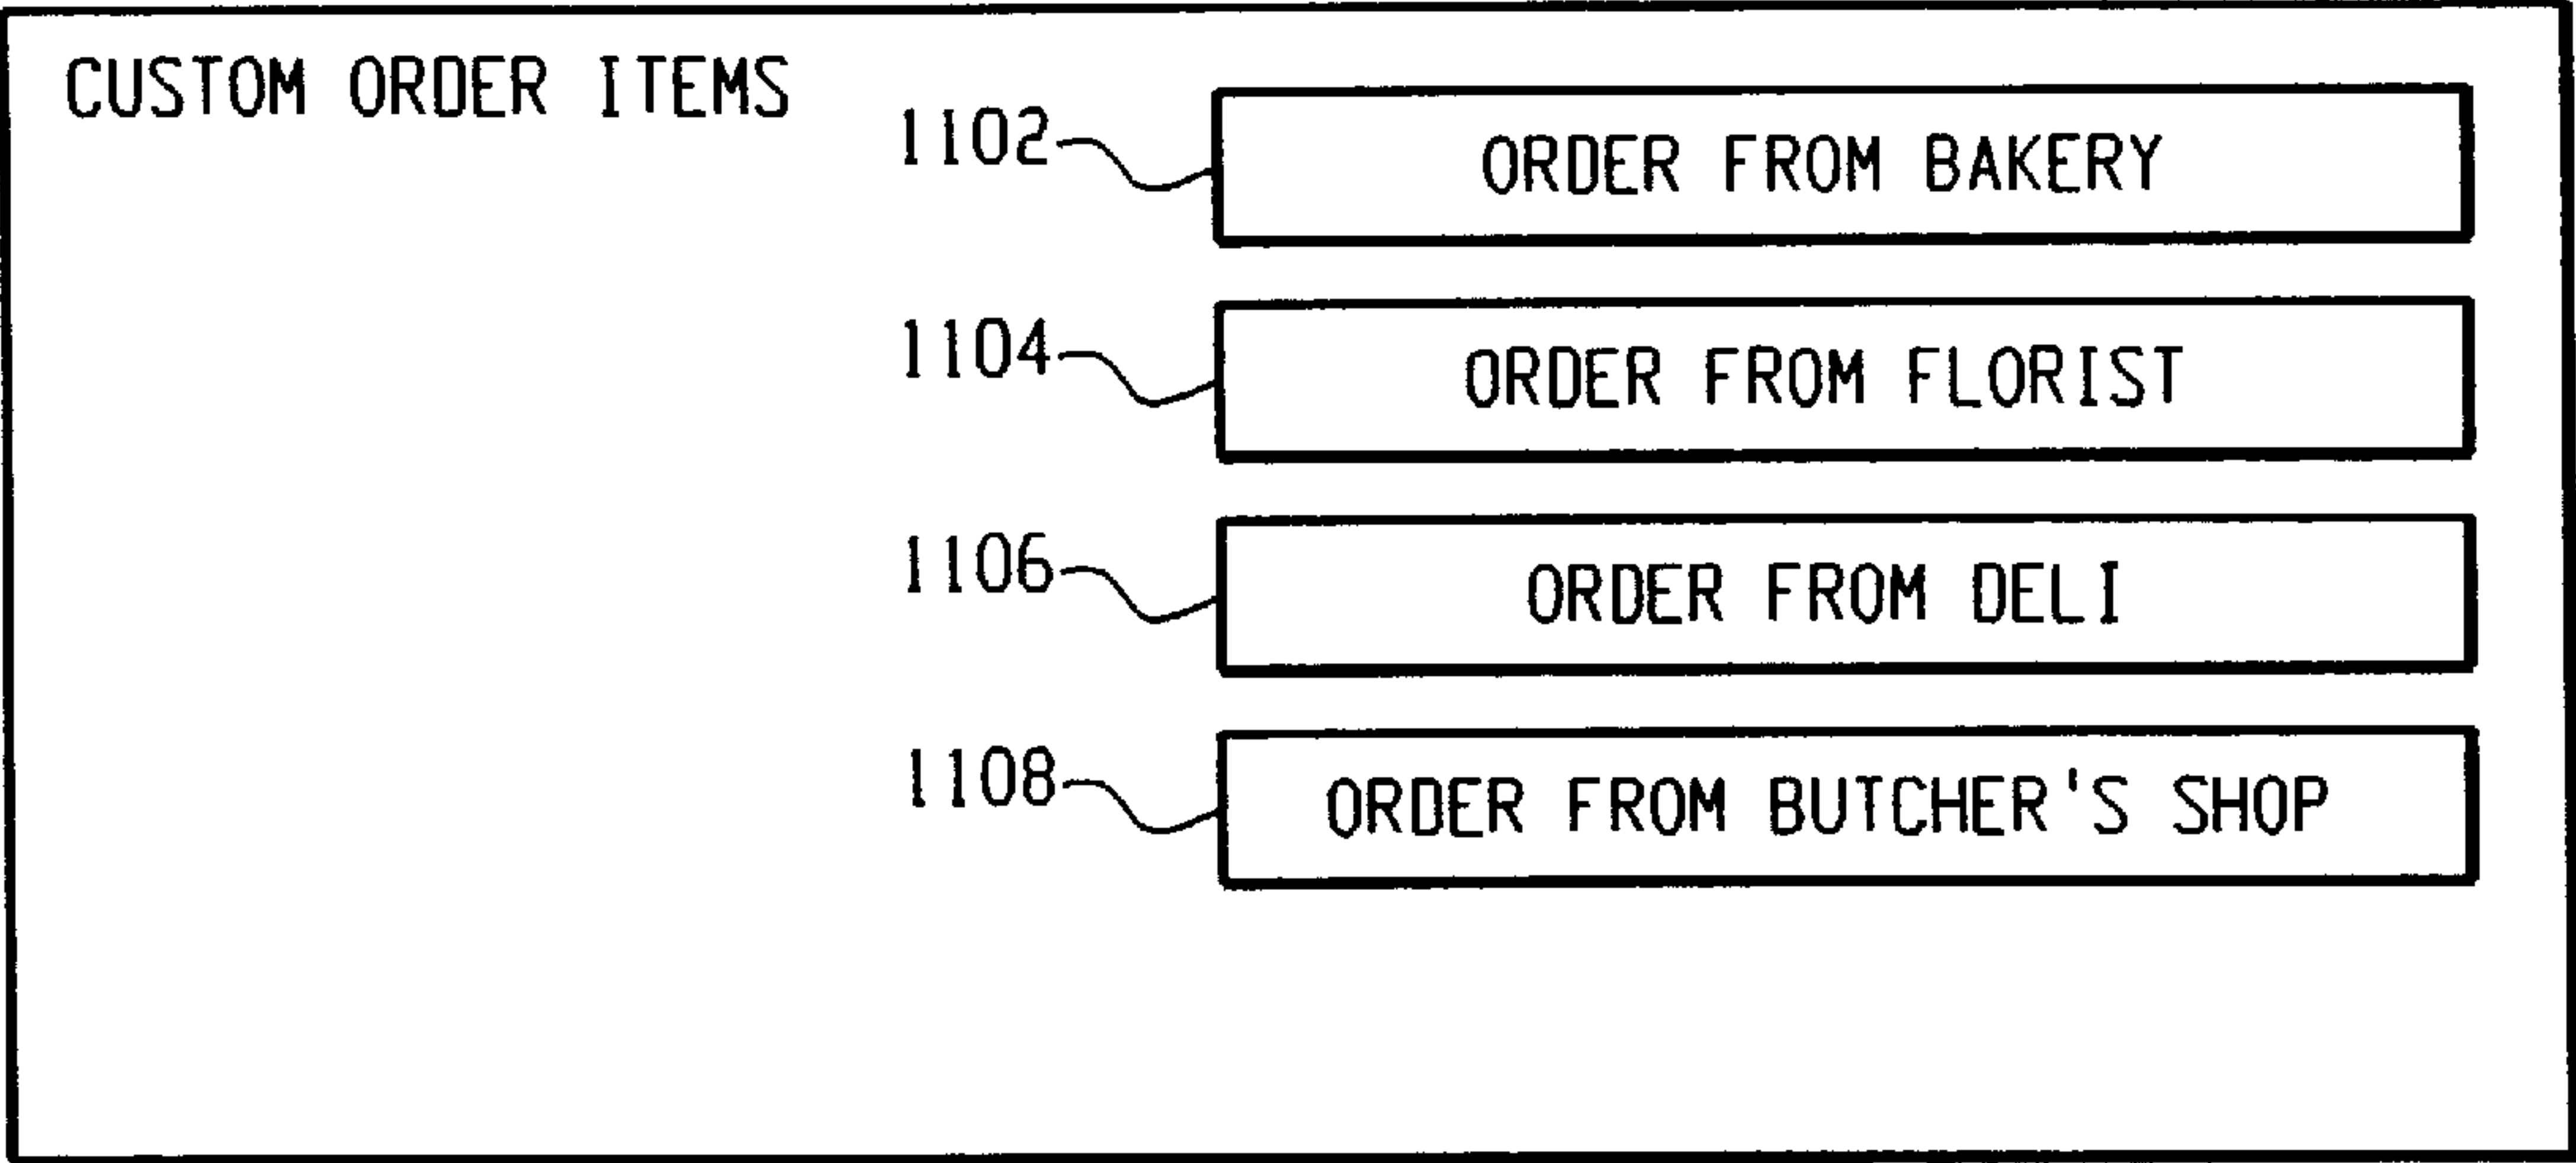 CUSTOM ORDER ITEMS
1102 ORDER FROM BAKERY
1104 ORDER FROM FLORIST
1106 ORDER FROM DELI
1108 ORDER FROM BUTCHER'S SHOP